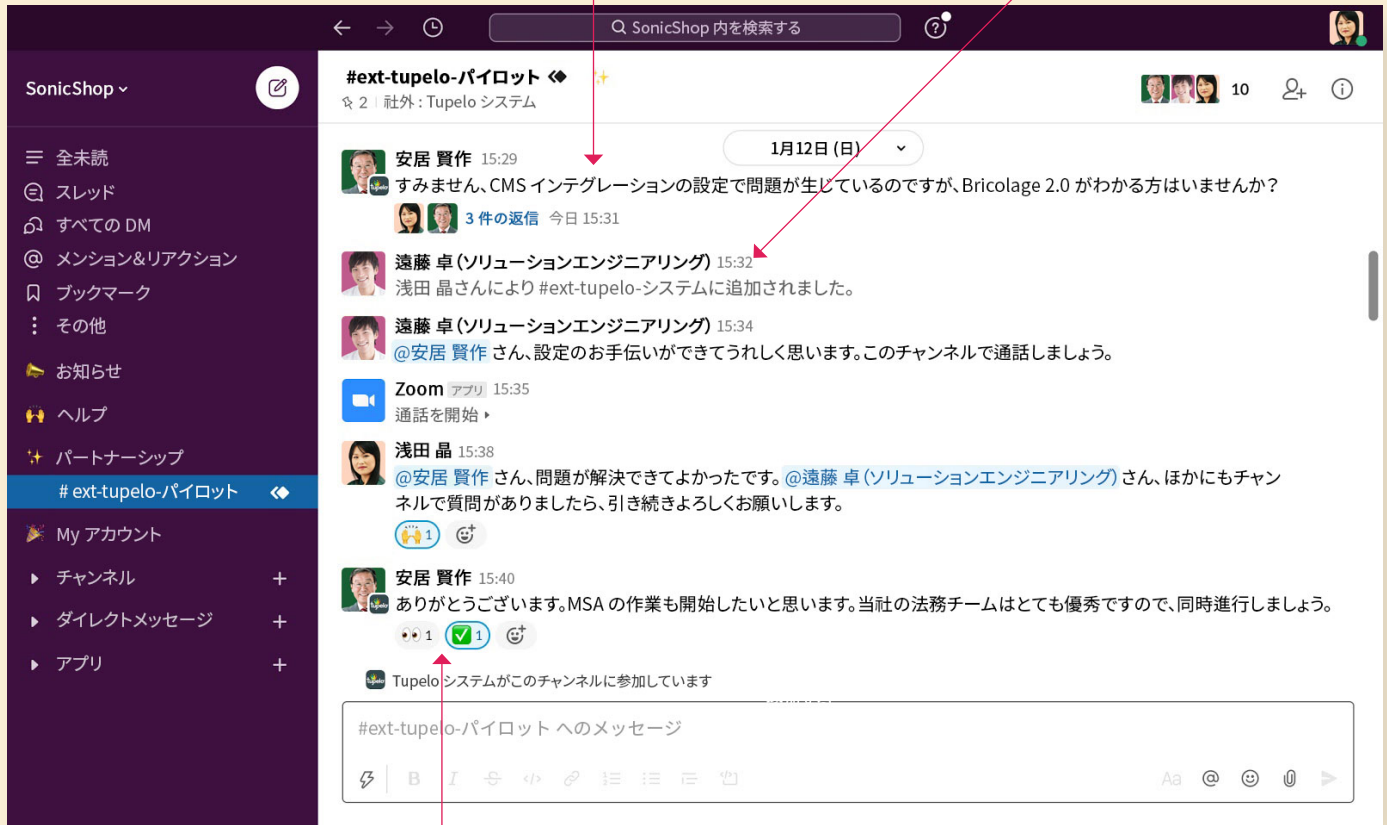 SonicShop 内を検索する
SonicShop
全未読
スレッド
すべての DM
メンション&リアクション
ブックマーク
その他
お知らせ
ヘルプ
パートナーシップ
# ext-tupelo-パイロット
My アカウント
チャンネル
ダイレクトメッセージ
アプリ
#ext-tupelo-パイロット
2 社外 : Tupelo システム
10
1月12日 (日)
安居 賢作 15:29
すみません、CMS インテグレーションの設定で問題が生じているのですが、Bricolage 2.0 がわかる方はいませんか?
3 件の返信 今日 15:31
遠藤 卓(ソリューションエンジニアリング) 15:32
浅田 晶さんにより #ext-tupelo-システムに追加されました。
遠藤 卓(ソリューションエンジニアリング) 15:34
@安居 賢作 さん、設定のお手伝いができてうれしく思います。このチャンネルで通話しましょう。
Zoom アプリ 15:35
通話を開始
浅田 晶 15:38
@安居 賢作 さん、問題が解決できてよかったです。@遠藤 卓(ソリューションエンジニアリング) さん、ほかにもチャン
ネルで質問がありましたら、引き続きよろしくお願いします。
1
安居 賢作 15:40
ありがとうございます。MSA の作業も開始したいと思います。当社の法務チームはとても優秀ですので、同時進行しましょう。
1 1
Tupelo システムがこのチャンネルに参加しています
#ext-tupelo-パイロット へのメッセージ
B I S
Aa @